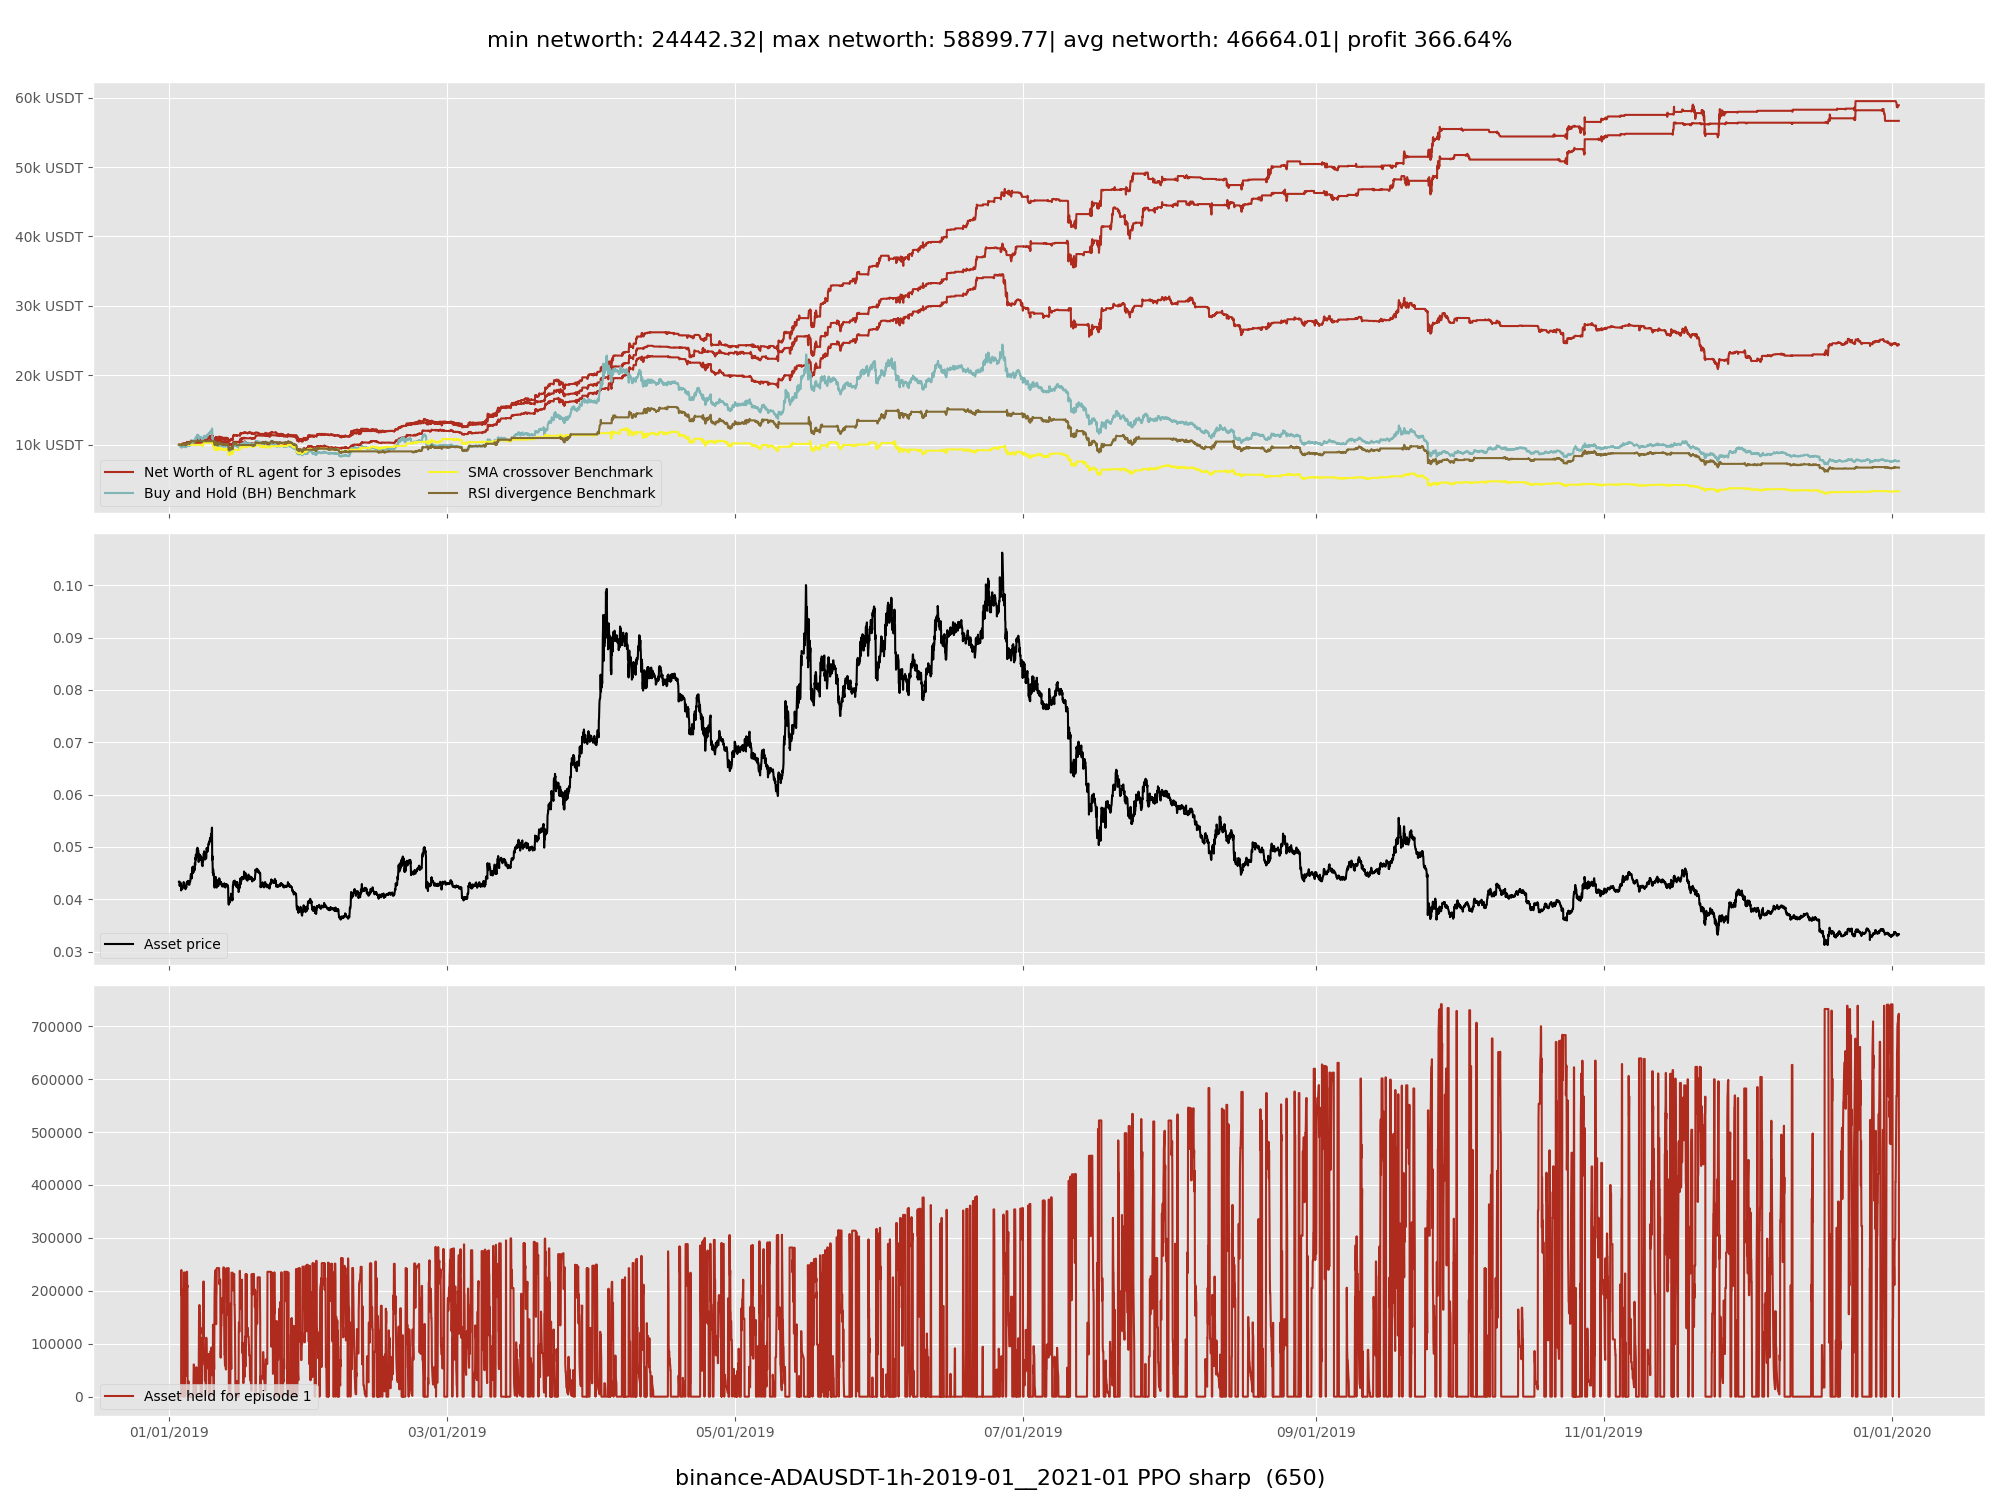 min networth: 24442.32| max networth: 58899.77| avg networth: 46664.01| profit 366.64%
60k USDT
50k USDT
40k USDT
30k USDT
20k USDT
10k USDT
Net Worth of RL agent for 3 episodes
Buy and Hold (BH) Benchmark
SMA crossover Benchmark
RSI divergence Benchmark
0.10
0.09
0.08
0.07
0.06
0.05
0.04
0.03
Asset price
700000
600000
500000
400000
300000
200000
100000
0
Asset held for episode 1
01/01/2019 03/01/2019 05/01/2019 07/01/2019 09/01/2019 11/01/2019 01/01/2020
binance-ADAUSDT-1h-2019-01__2021-01 PPO sharp (650)